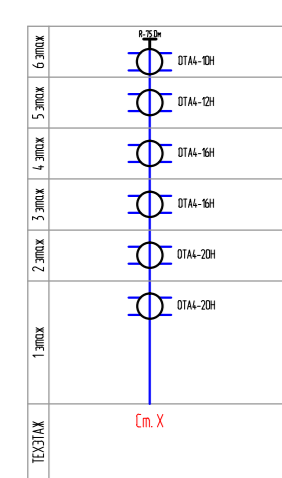 R-75.0м
6 этаж
ОТА4-10Н
5 этаж
ОТА4-12Н
4 этаж
ОТА4-16Н
3 этаж
ОТА4-16Н
2 этаж
ОТА4-20Н
1 этаж
ОТА4-20Н
ТЕХЭТАЖ
Ст. X